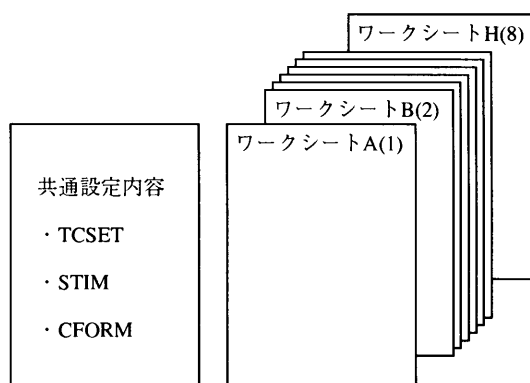 ワークシートH(8)
ワークシートB(2)
ワークシートA(1)
共通設定内容
・TCSET
・STIM
・CFORM